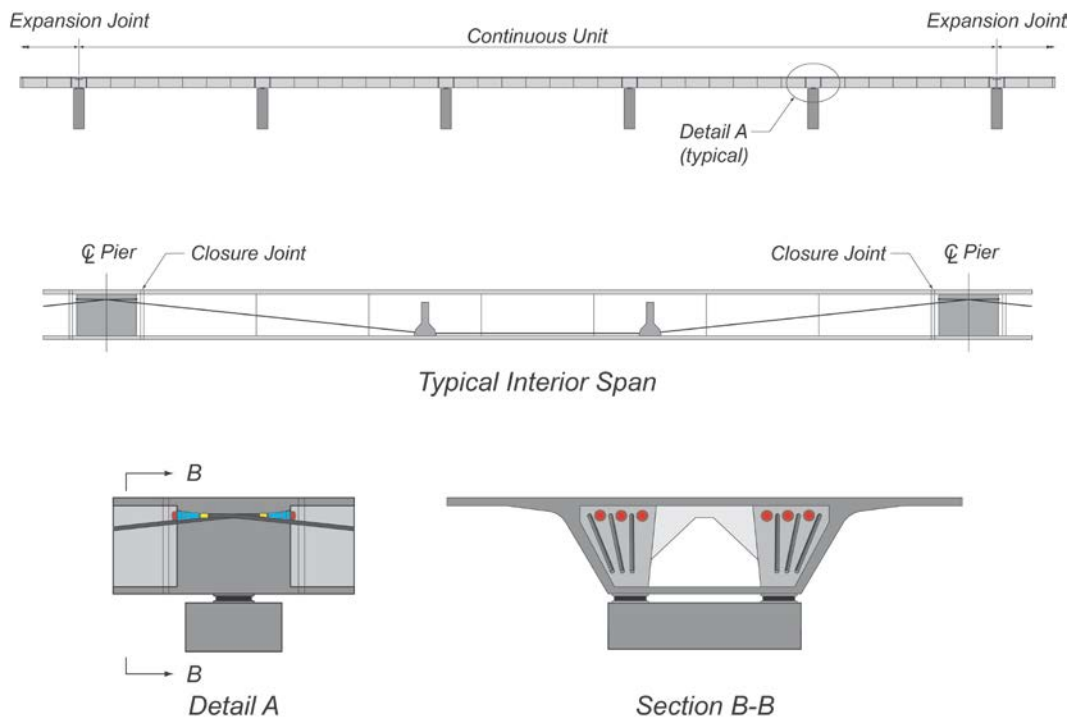 Expansion Joint
Expansion Joint
Continuous Unit
Detail A
(typical)
℄ Pier
Closure Joint
Closure Joint
℄ Pier
Typical Interior Span
B
B
Detail A
Section B-B